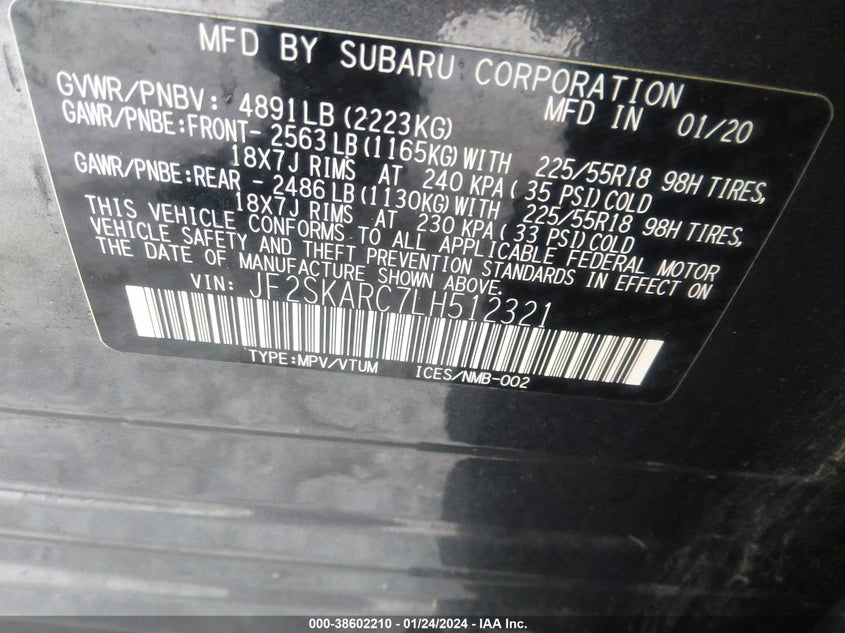 MFD BY SUBARU CORPORATION
GVWR/PNBV: 4891LB (2223KG) MFD IN 01/20
GAWR/PNBE:FRONT- 2563LB (1165KG) WITH 225/55R18 98H TIRES,
18X7J RIMS AT 240 KPA ( 35 PSI) COLD
GAWR/PNBE:REAR - 2486LB (1130KG) WITH 225/55R18 98H TIRES,
18X7J RIMS AT 230 KPA ( 33 PSI) COLD
THIS VEHICLE CONFORMS TO ALL APPLICABLE FEDERAL MOTOR
VEHICLE SAFETY AND THEFT PREVENTION STANDARDS IN EFFECT ON
THE DATE OF MANUFACTURE SHOWN ABOVE.
VIN: JF2SKARC7LH512321
TYPE:MPV/VTUM ICES/NMB-002
000-38602210 - 01/24/2024 - IAA Inc.